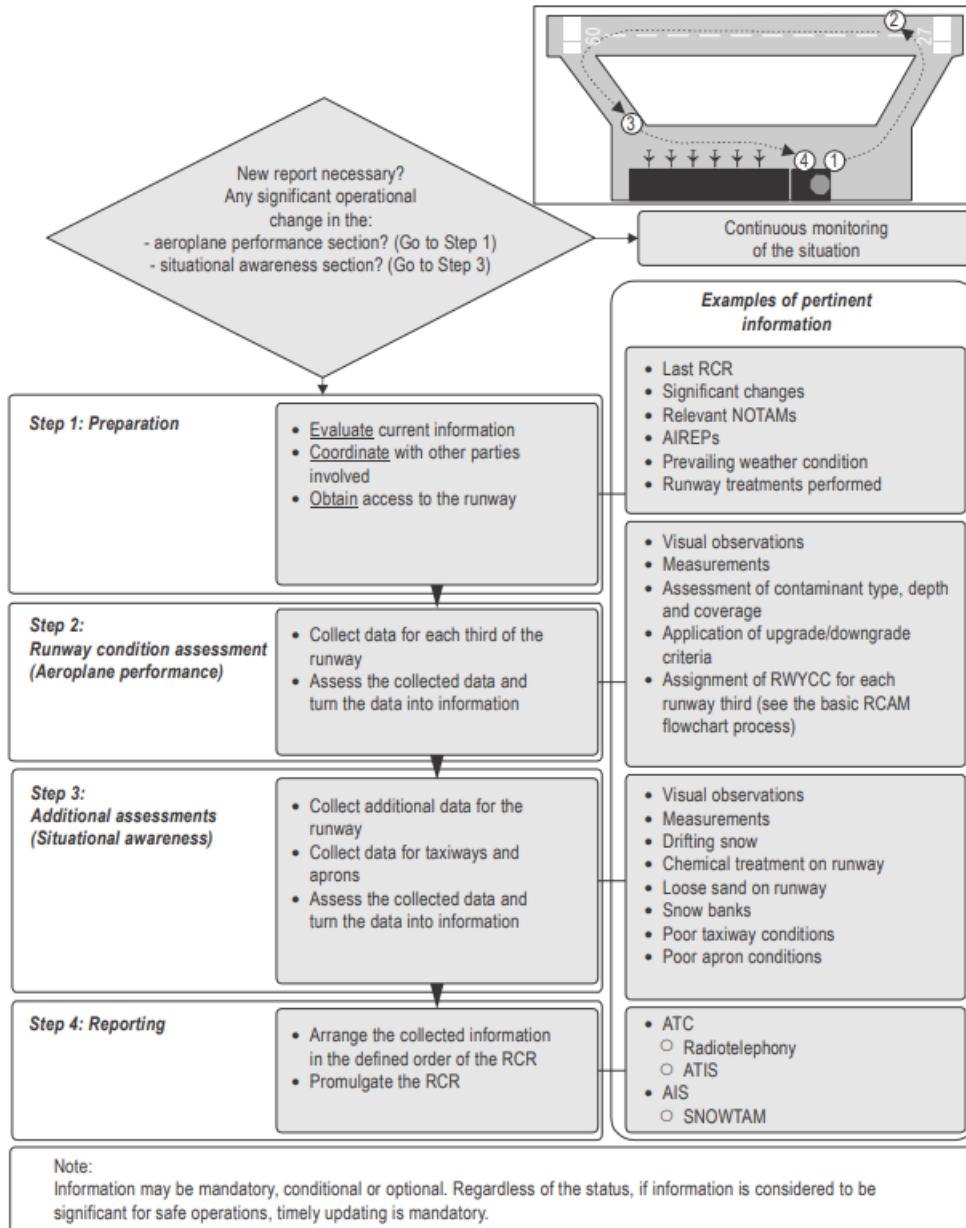 2
60
27
3
4
1
New report necessary?
Any significant operational
change in the:
- aeroplane performance section? (Go to Step 1)
- situational awareness section? (Go to Step 3)
Continuous monitoring
of the situation
Examples of pertinent
information
Step 1: Preparation
• Evaluate current information
• Coordinate with other parties
involved
• Obtain access to the runway
• Last RCR
• Significant changes
• Relevant NOTAMs
• AIREPs
• Prevailing weather condition
• Runway treatments performed
Step 2:
Runway condition assessment
(Aeroplane performance)
• Collect data for each third of the
runway
• Assess the collected data and
turn the data into information
• Visual observations
• Measurements
• Assessment of contaminant type, depth
and coverage
• Application of upgrade/downgrade
criteria
• Assignment of RWYCC for each
runway third (see the basic RCAM
flowchart process)
Step 3:
Additional assessments
(Situational awareness)
• Collect additional data for the
runway
• Collect data for taxiways and
aprons
• Assess the collected data and
turn the data into information
• Visual observations
• Measurements
• Drifting snow
• Chemical treatment on runway
• Loose sand on runway
• Snow banks
• Poor taxiway conditions
• Poor apron conditions
Step 4: Reporting
• Arrange the collected information
in the defined order of the RCR
• Promulgate the RCR
• ATC
○ Radiotelephony
○ ATIS
• AIS
○ SNOWTAM
Note:
Information may be mandatory, conditional or optional. Regardless of the status, if information is considered to be
significant for safe operations, timely updating is mandatory.